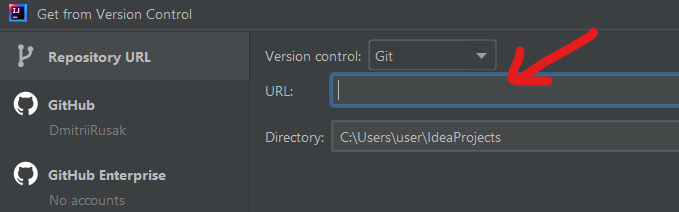 Get from Version Control
Repository URL
GitHub
DmitriiRusak
GitHub Enterprise
No accounts
Version control: Git
URL:
Directory: C:\Users\user\IdeaProjects